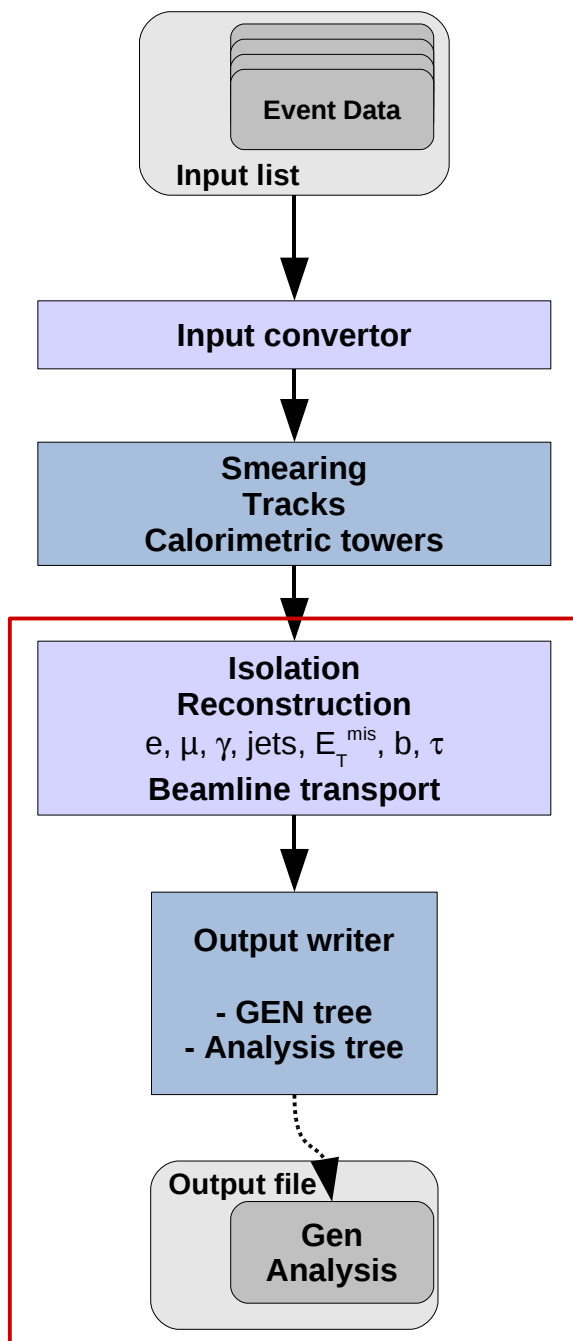 Event Data
Input list
Input convertor
Smearing
Tracks
Calorimetric towers
Isolation
Reconstruction
e, μ, γ, jets, E_T^mis, b, τ
Beamline transport
Output writer
- GEN tree
- Analysis tree
Output file
Gen
Analysis